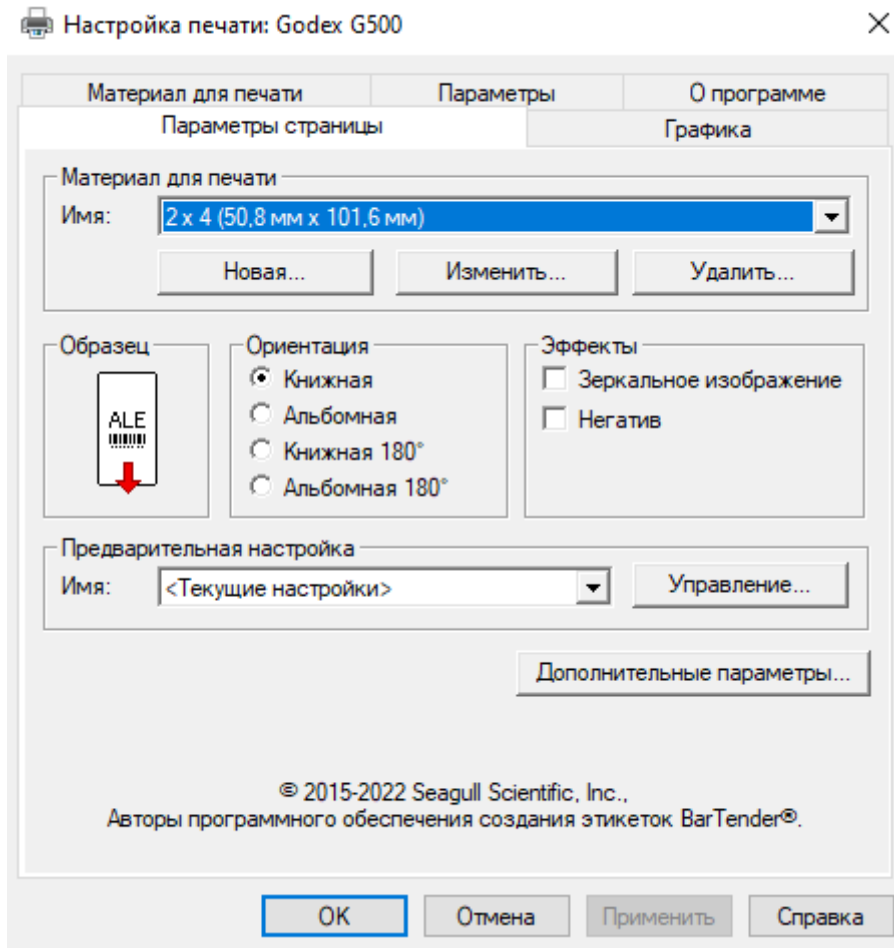 Настройка печати: Godex G500
Материал для печати
Параметры
О программе
Параметры страницы
Графика
Материал для печати
Имя:
2 x 4 (50,8 мм x 101,6 мм)
Новая...
Изменить...
Удалить...
Образец
ALE
Ориентация
Книжная
Альбомная
Книжная 180°
Альбомная 180°
Эффекты
Зеркальное изображение
Негатив
Предварительная настройка
Имя:
<Текущие настройки>
Управление...
Дополнительные параметры...
© 2015-2022 Seagull Scientific, Inc.,
Авторы программного обеспечения создания этикеток BarTender®.
OK
Отмена
Применить
Справка